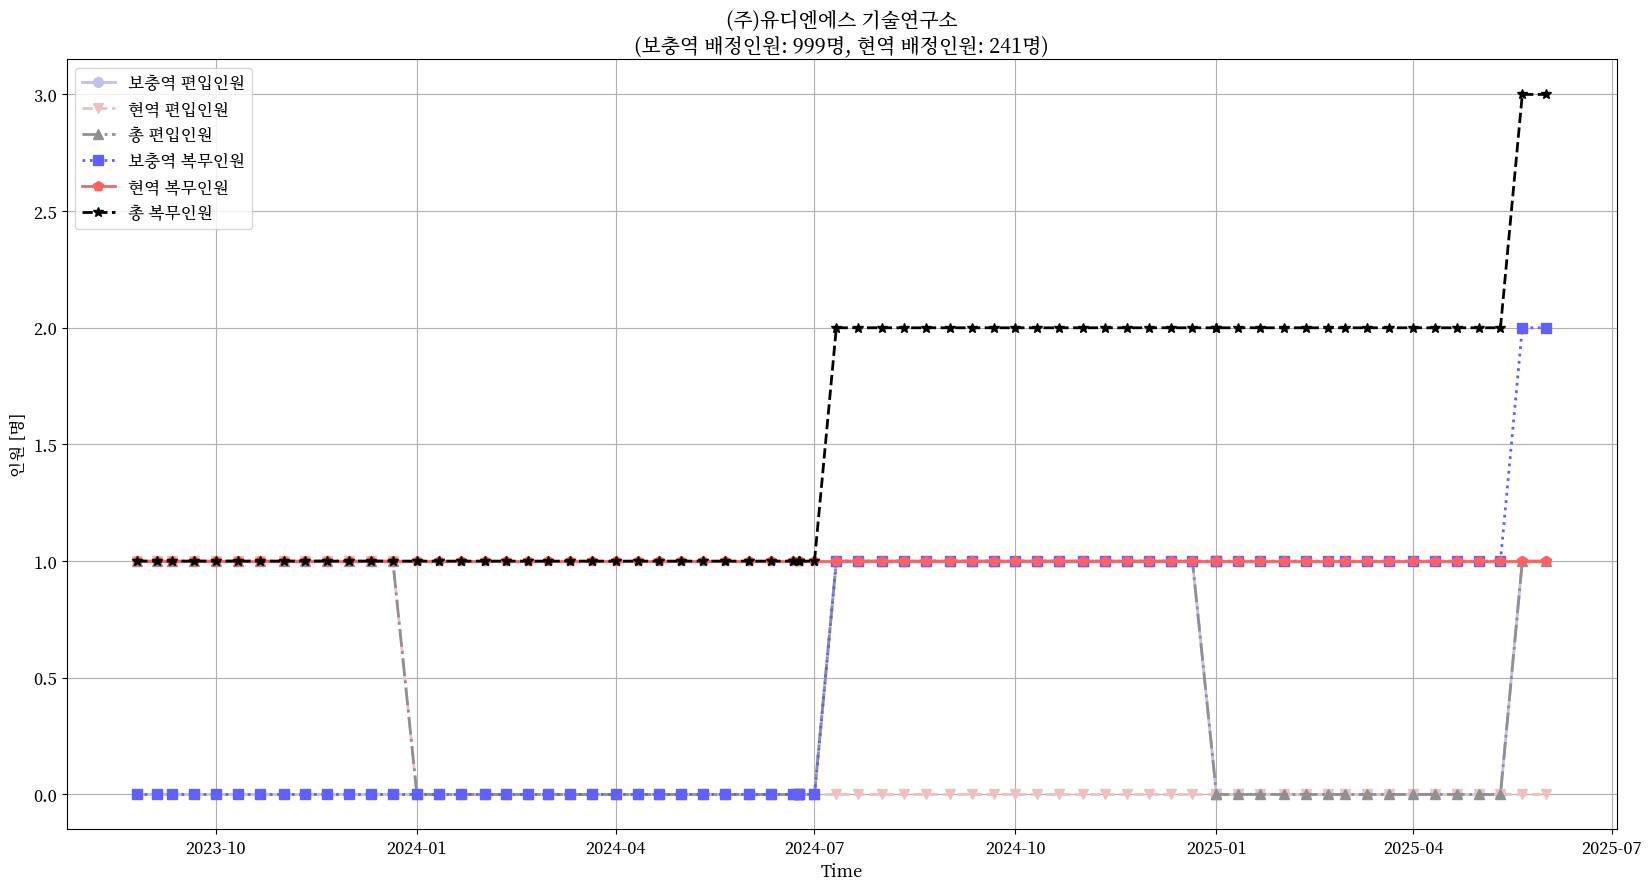 (주)유디엔에스 기술연구소
(보충역 배정인원: 999명, 현역 배정인원: 241명)
보충역 편입인원
현역 편입인원
총 편입인원
보충역 복무인원
현역 복무인원
총 복무인원
3.0
2.5
2.0
1.5
1.0
0.5
0.0
인원 [명]
2023-10
2024-01
2024-04
2024-07
2024-10
2025-01
2025-04
2025-07
Time